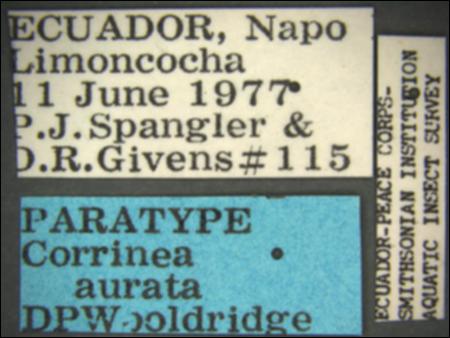 ECUADOR, Napo
Limoncocha
11 June 1977
P.J.Spangler &
D.R.Givens#115
PARATYPE
Corrinea
aurata
DPWooldridge
ECUADOR-PEACE CORPS-
SMITHSONIAN INSTITUTION
AQUATIC INSECT SURVEY